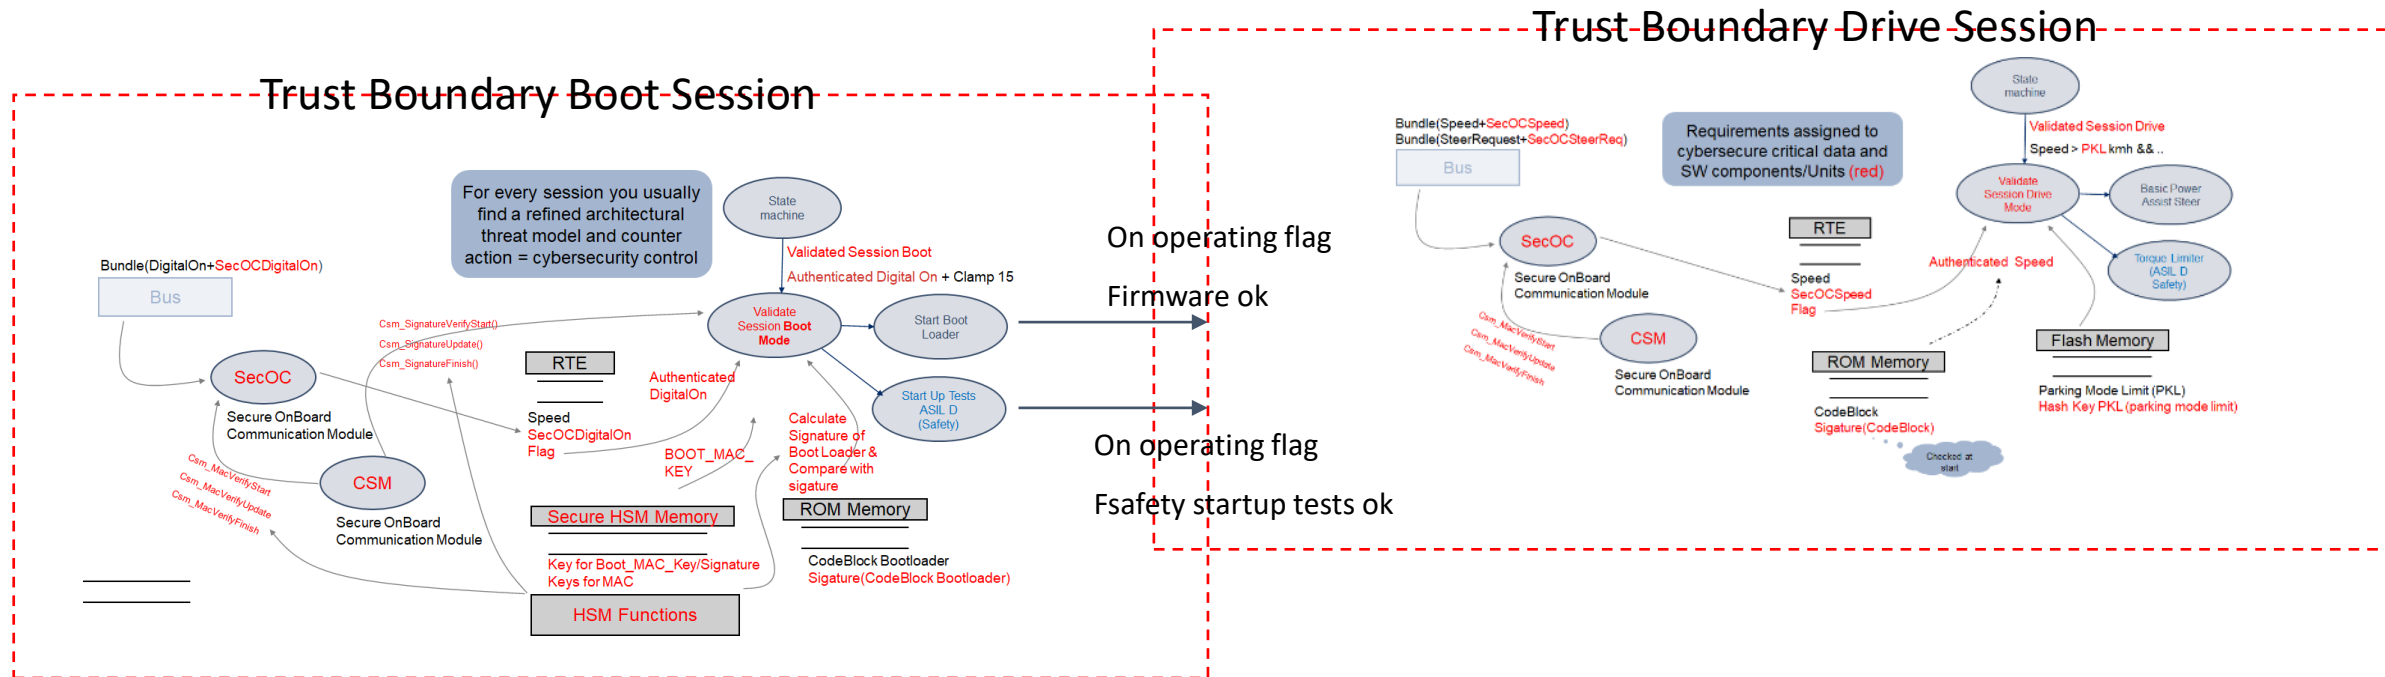 Trust Boundary Boot Session
For every session you usually
find a refined architectural
threat model and counter
action = cybersecurity control
State
machine
Validated Session Boot
Authenticated Digital On + Clamp 15
Bundle(DigitalOn+SecOCDigitalOn)
Bus
Csm_SignatureVerifyStart()
Csm_SignatureUpdate()
Csm_SignatureFinish()
Validate
Session Boot
Mode
Start Boot
Loader
RTE
SecOC
Secure OnBoard
Communication Module
Speed
SecOCDigitalOn
Flag
Authenticated
DigitalOn
Start Up Tests
ASIL D
(Safety)
Calculate
Signature of
Boot Loader &
Compare with
sigature
BOOT_MAC_
KEY
Csm_MacVerifyStart
Csm_MacVerifyUpdate
Csm_MacVerifyFinish
CSM
Secure OnBoard
Communication Module
Secure HSM Memory
Key for Boot_MAC_Key/Signature
Keys for MAC
HSM Functions
ROM Memory
CodeBlock Bootloader
Sigature(CodeBlock Bootloader)
On operating flag
Firmware ok
On operating flag
Fsafety startup tests ok
Trust Boundary Drive Session
Bundle(Speed+SecOCSpeed)
Bundle(SteerRequest+SecOCSteerReq)
Bus
Requirements assigned to
cybersecure critical data and
SW components/Units (red)
State
machine
Validated Session Drive
Speed > PKL kmh && ..
Validate
Session Drive
Mode
Basic Power
Assist Steer
Torque Limiter
(ASIL D
Safety)
SecOC
Secure OnBoard
Communication Module
RTE
Speed
SecOCSpeed
Flag
Authenticated Speed
Csm_MacVerifyStart
Csm_MacVerifyUpdate
Csm_MacVerifyFinish
CSM
Secure OnBoard
Communication Module
ROM Memory
CodeBlock
Sigature(CodeBlock)
Checked at
start
Flash Memory
Parking Mode Limit (PKL)
Hash Key PKL (parking mode limit)